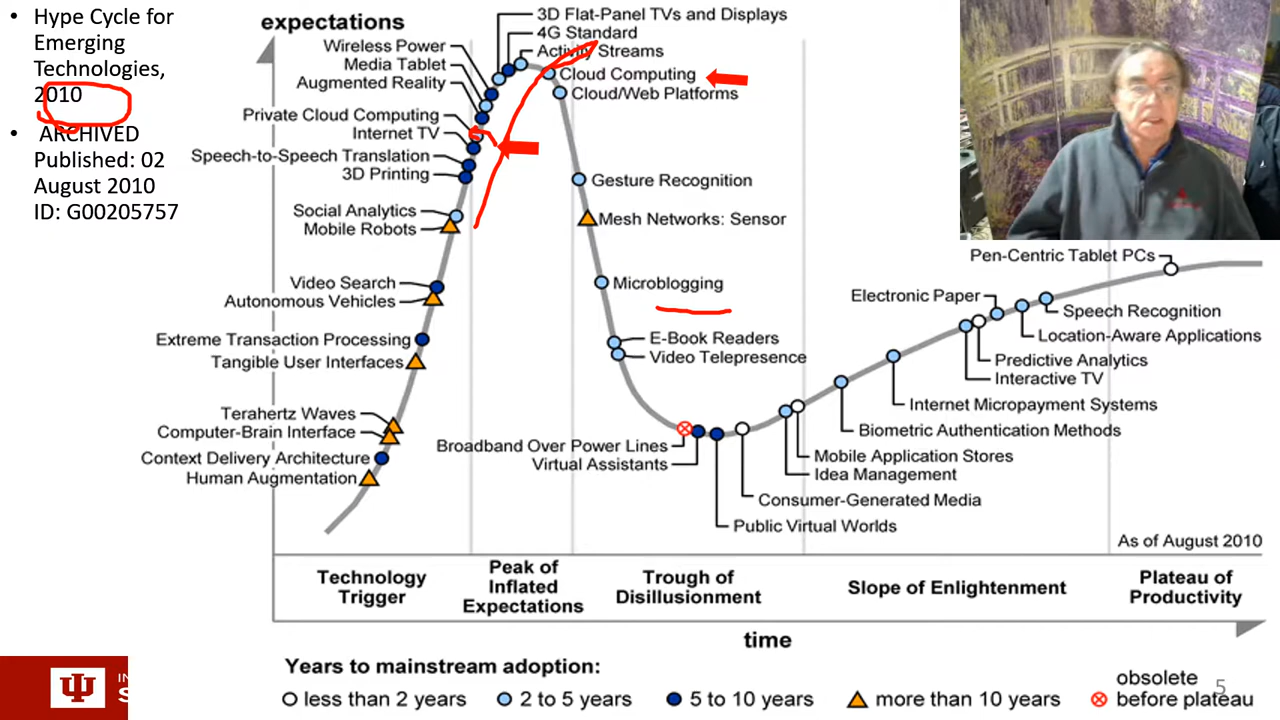 Hype Cycle for
Emerging
Technologies,
2010
ARCHIVED
Published: 02
August 2010
ID: G00205757
expectations
3D Flat-Panel TVs and Displays
4G Standard
Activity Streams
Wireless Power
Media Tablet
Augmented Reality
Cloud Computing
Cloud/Web Platforms
Private Cloud Computing
Internet TV
Speech-to-Speech Translation
3D Printing
Gesture Recognition
Social Analytics
Mobile Robots
Mesh Networks: Sensor
Video Search
Autonomous Vehicles
Microblogging
Extreme Transaction Processing
Tangible User Interfaces
E-Book Readers
Video Telepresence
Terahertz Waves
Computer-Brain Interface
Context Delivery Architecture
Human Augmentation
Broadband Over Power Lines
Virtual Assistants
Pen-Centric Tablet PCs
Electronic Paper
Speech Recognition
Location-Aware Applications
Predictive Analytics
Interactive TV
Internet Micropayment Systems
Biometric Authentication Methods
Mobile Application Stores
Idea Management
Consumer-Generated Media
Public Virtual Worlds
As of August 2010
Technology
Trigger
Peak of
Inflated
Expectations
Trough of
Disillusionment
Slope of Enlightenment
Plateau of
Productivity
time
Years to mainstream adoption:
less than 2 years
2 to 5 years
5 to 10 years
more than 10 years
obsolete
before plateau
5